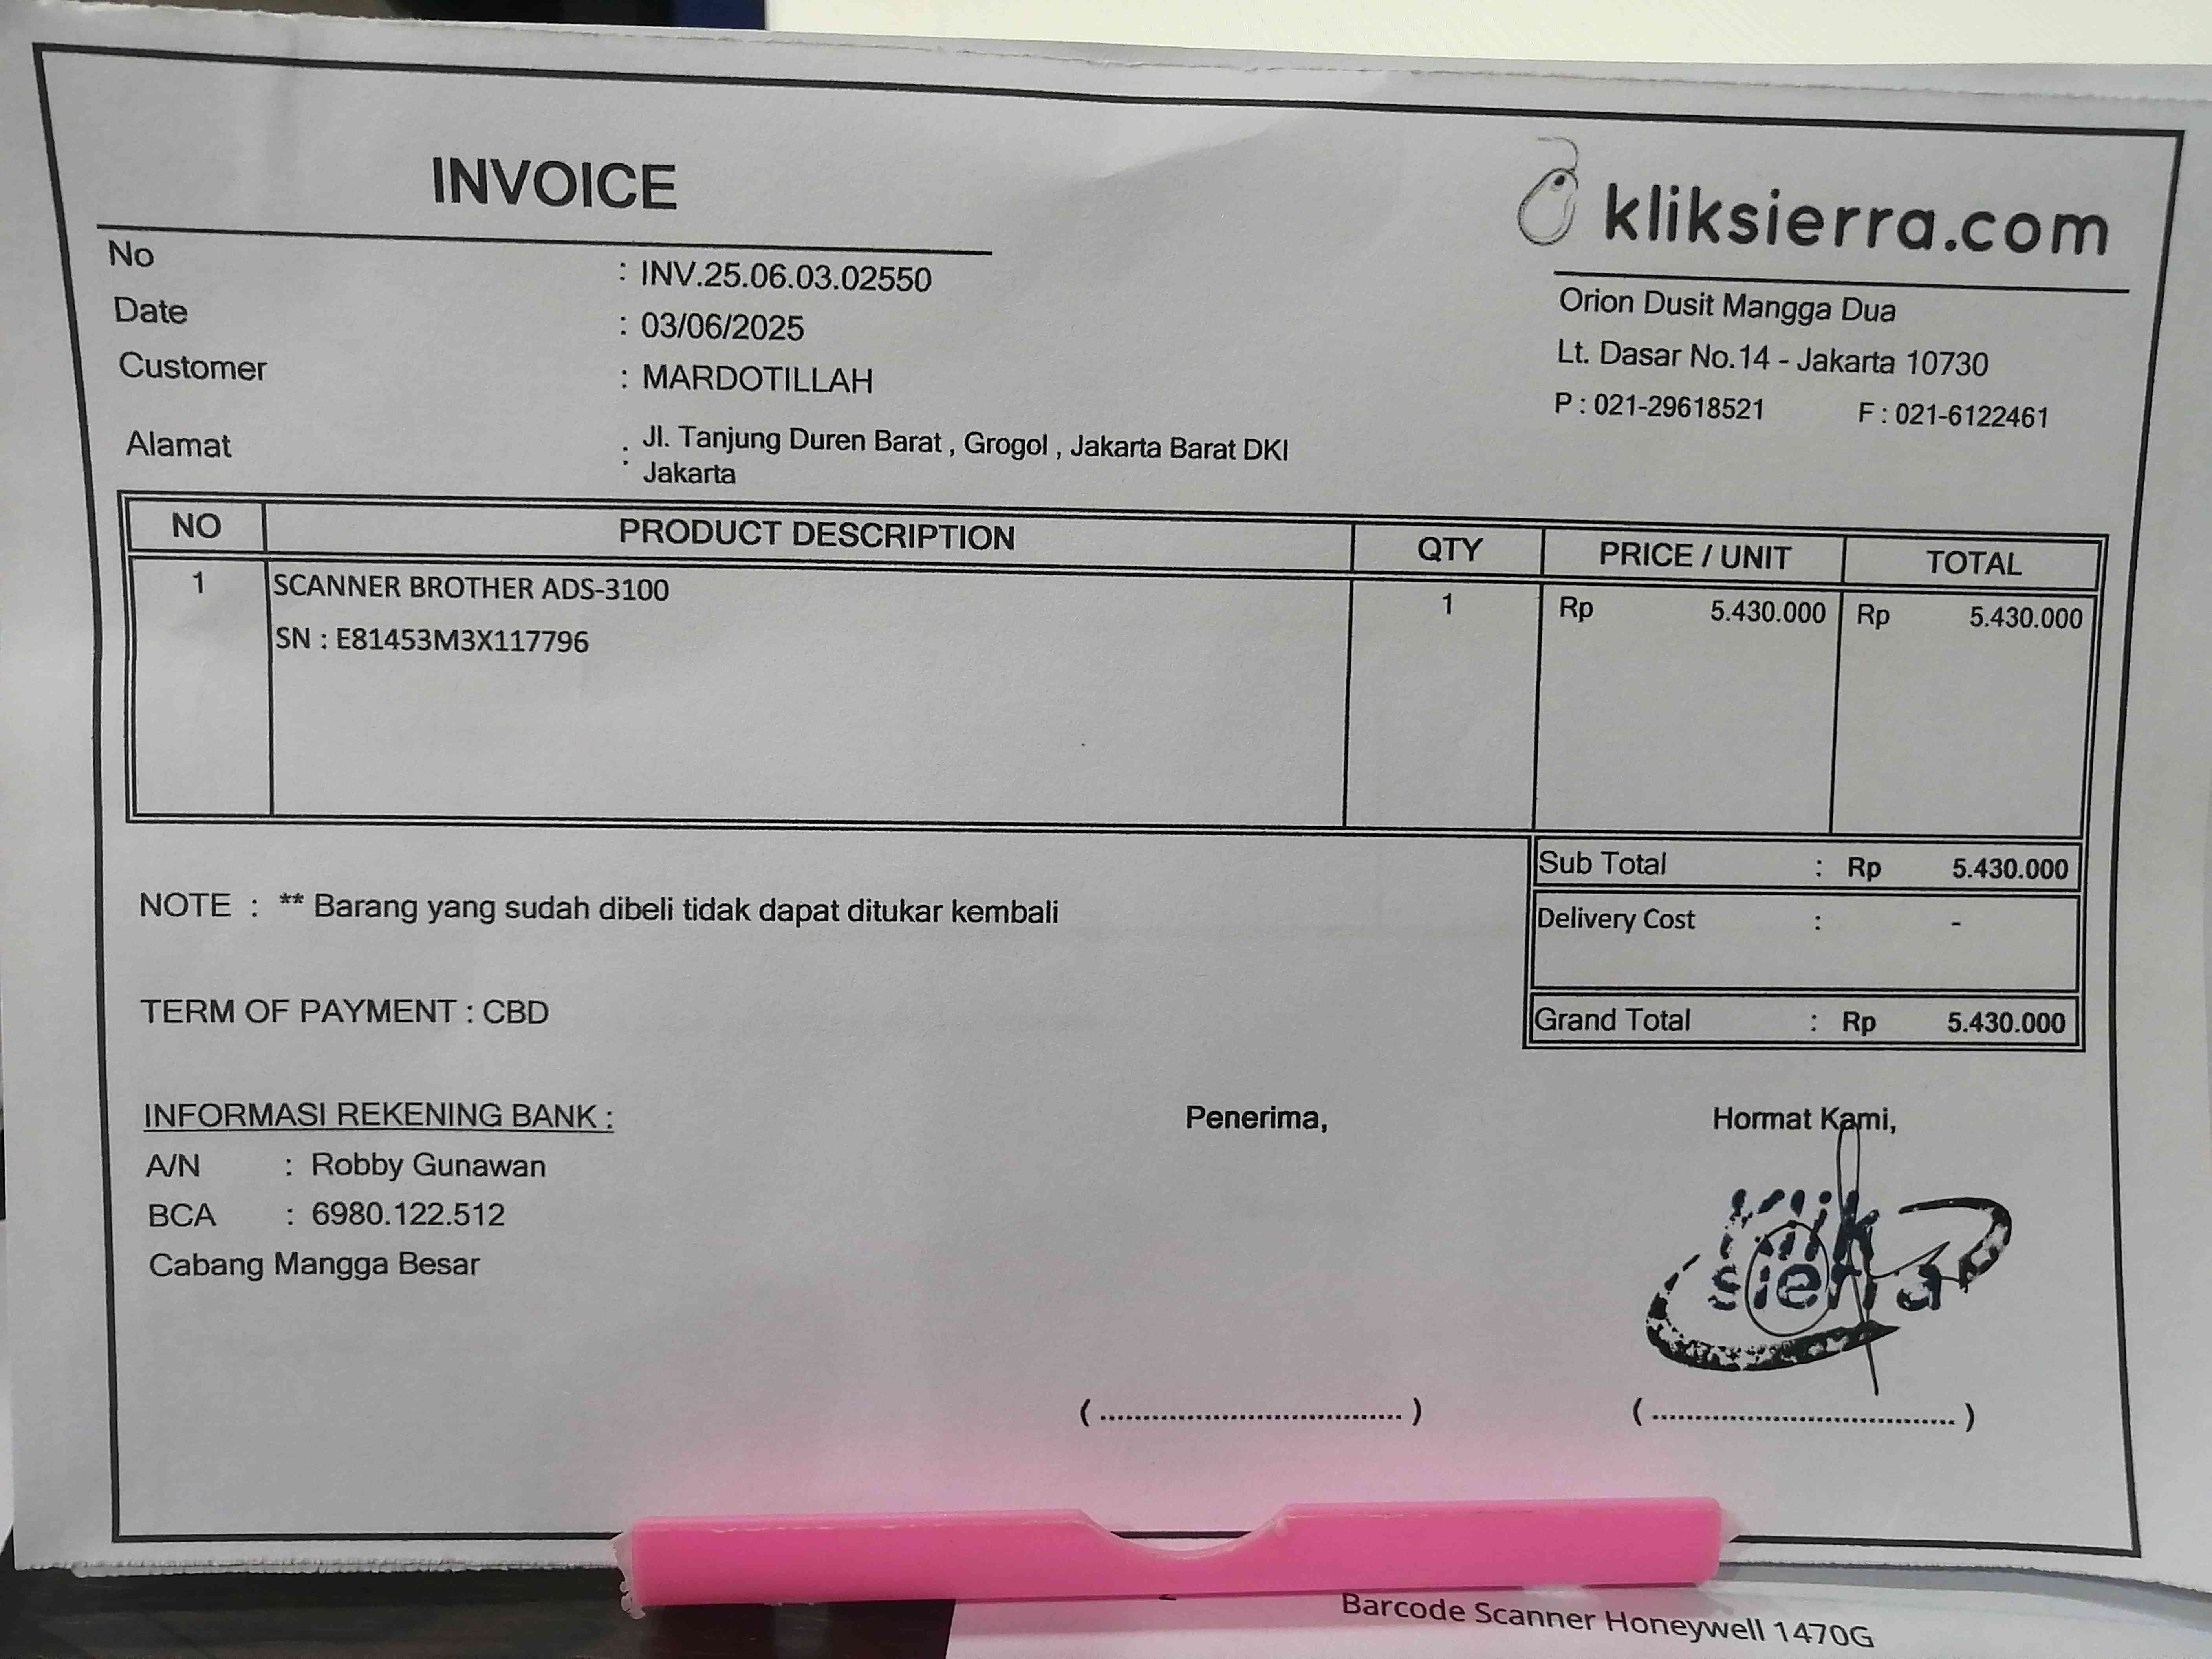 INVOICE
kliksierra.com
No : INV.25.06.03.02550
Date : 03/06/2025
Customer : MARDOTILLAH
Alamat : Jl. Tanjung Duren Barat , Grogol , Jakarta Barat DKI
Jakarta
Orion Dusit Mangga Dua
Lt. Dasar No.14 - Jakarta 10730
P : 021-29618521 F : 021-6122461
NO PRODUCT DESCRIPTION QTY PRICE / UNIT TOTAL
1 SCANNER BROTHER ADS-3100 1 Rp 5.430.000 Rp 5.430.000
SN : E81453M3X117796
Sub Total : Rp 5.430.000
Delivery Cost : -
Grand Total : Rp 5.430.000
NOTE : ** Barang yang sudah dibeli tidak dapat ditukar kembali
TERM OF PAYMENT : CBD
INFORMASI REKENING BANK :
A/N : Robby Gunawan
BCA : 6980.122.512
Cabang Mangga Besar
Penerima,
(....................................)
Hormat Kami,
Klik
sierra
(....................................)
Barcode Scanner Honeywell 1470G